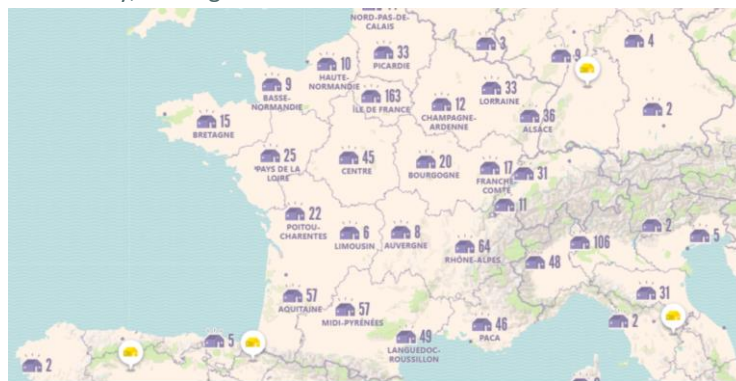 NORD-PAS-DE-
CALAIS
3
9
4
33
PICARDIE
10
HAUTE-
NORMANDIE
9
BASSE-
NORMANDIE
163
ÎLE DE FRANCE
12
CHAMPAGNE-
ARDENNE
33
LORRAINE
36
ALSACE
2
15
BRETAGNE
25
PAYS DE LA
LOIRE
45
CENTRE
20
BOURGOGNE
17
FRANCHE-
COMTÉ
31
11
22
POITOU-
CHARENTES
6
LIMOUSIN
8
AUVERGNE
64
RHÔNE-ALPES
48
106
2
5
57
AQUITAINE
57
MIDI-PYRÉNÉES
49
LANGUEDOC-
ROUSSILLON
46
PACA
31
2
5
2